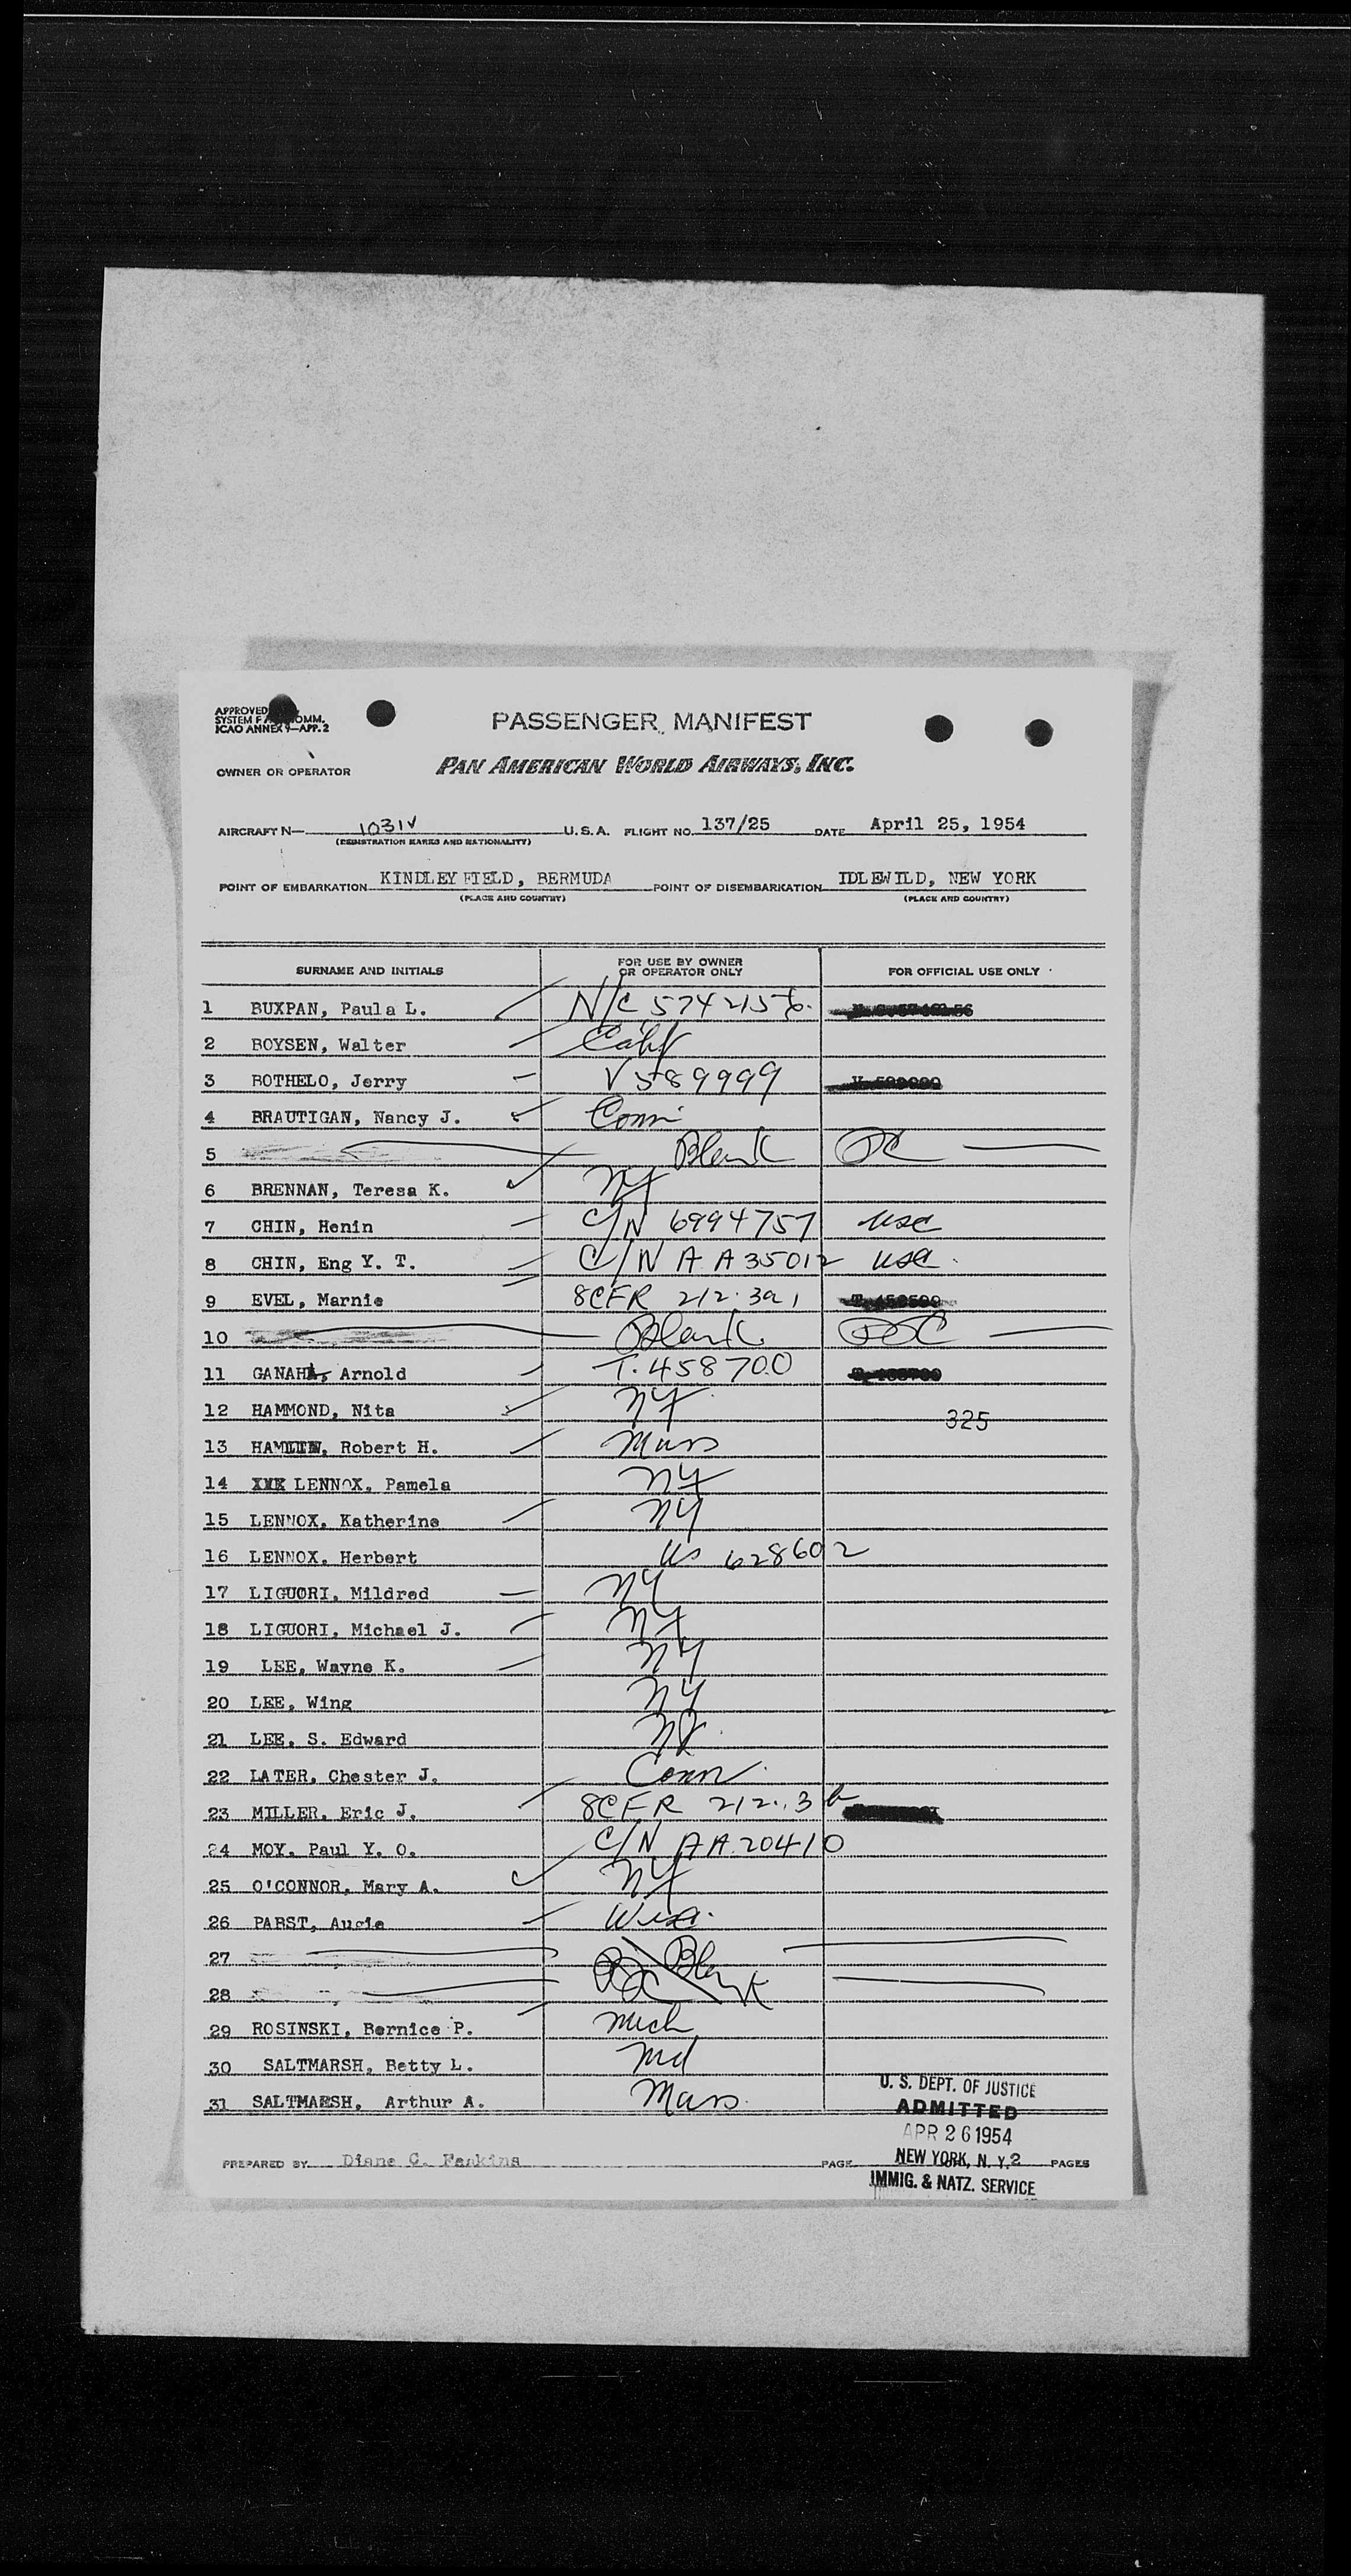 APPROVED
SYSTEM F COMM.
ICAO ANNEX 9—APP. 2
PASSENGER MANIFEST
OWNER OR OPERATOR PAN AMERICAN WORLD AIRWAYS, INC.
AIRCRAFT N— 1031V U.S.A. FLIGHT NO. 137/25 DATE April 25, 1954
(REGISTRATION MARKS AND NATIONALITY)
POINT OF EMBARKATION KINDLEY FIELD, BERMUDA POINT OF DISEMBARKATION IDLEWILD, NEW YORK
(PLACE AND COUNTRY) (PLACE AND COUNTRY)
SURNAME AND INITIALS FOR USE BY OWNER OR OPERATOR ONLY FOR OFFICIAL USE ONLY
1 BUXPAN, Paula L. N/C 5742156.
2 BOYSEN, Walter Calif
3 BOTHELO, Jerry V589999
4 BRAUTIGAN, Nancy J. Conn
5 Blank
6 BRENNAN, Teresa K. NY
7 CHIN, Henin C/N 6994757 USC
8 CHIN, Eng Y. T. C/N A A 35012 USC.
9 EVEL, Marnie 8CFR 212.3a1
10 Blank
11 GANAHA, Arnold T.458700
12 HAMMOND, Nita NY 325
13 HAMLIN, Robert H. Mass
14 XXX LENNOX, Pamela NY
15 LENNOX, Katherine NY
16 LENNOX, Herbert US 628602
17 LIGUORI, Mildred NY
18 LIGUORI, Michael J. NY
19 LEE, Wayne K. NY
20 LEE, Wing NY
21 LEE, S. Edward
22 LATER, Chester J. Conn.
23 MILLER, Eric J. 8CFR 212.3b
24 MOY, Paul Y. O. C/N AA.20410
25 O'CONNOR, Mary A. NY
26 PABST, Augie Wisc.
27 Blank
28
29 ROSINSKI, Bernice P. Mich
30 SALTMARSH, Betty L. Md
31 SALTMARSH, Arthur A. Mass.
U. S. DEPT. OF JUSTICE
ADMITTED
APR 26 1954
PREPARED BY Diane C. PAGE NEW YORK, N. Y. 2 PAGES
IMMIG. & NATZ. SERVICE